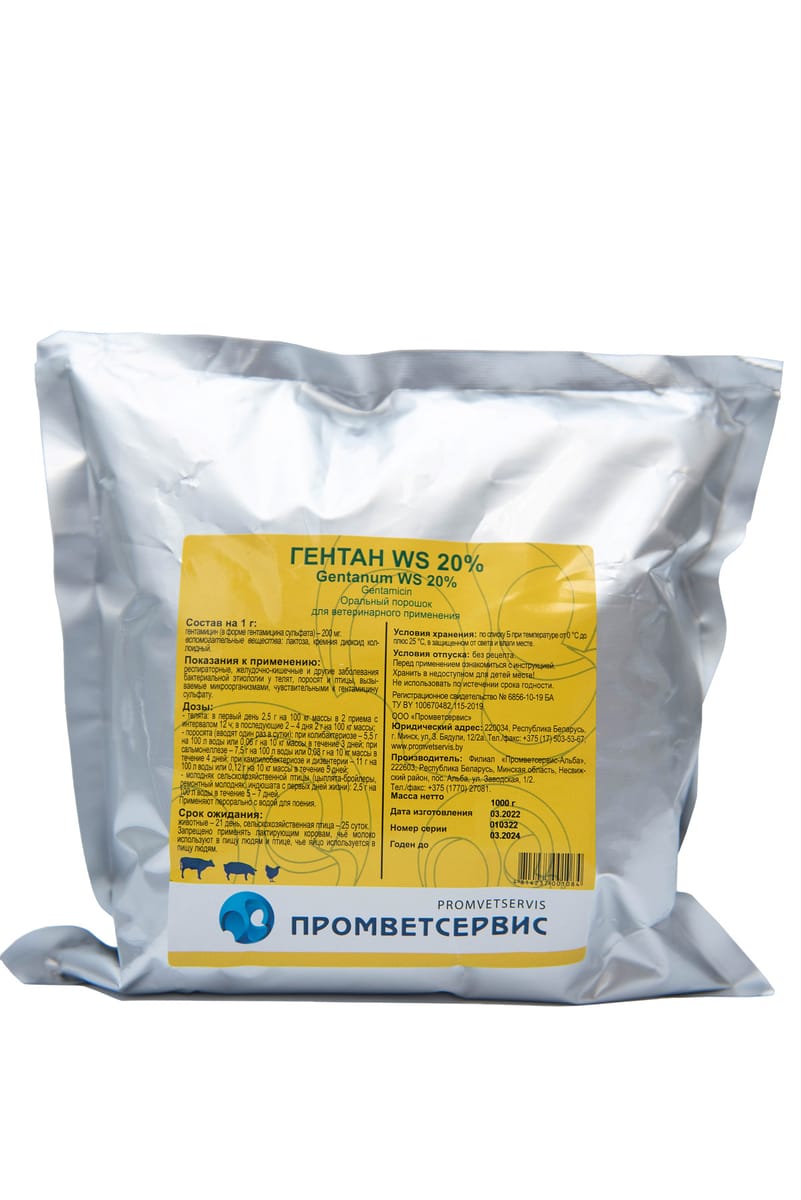 ГЕНТАН WS 20%
Gentanum WS 20%
Gentamicin
Оральный порошок
для ветеринарного применения
Состав на 1 г:
гентамицин (в форме гентамицина сульфата) – 200 мг.
вспомогательные вещества: лактоза, кремния диоксид кол-
лоидный.
Показания к применению:
респираторные, желудочно-кишечные и другие заболевания
бактериальной этиологии у телят, поросят и птицы, вызы-
ваемые микроорганизмами, чувствительными к гентамицину
сульфату.
Дозы:
- телята: в первый день 2,5 г на 100 кг массы в 2 приема с
интервалом 12 ч, в последующие 2 – 4 дня 2 г на 100 кг массы;
- поросята (вводят один раз в сутки): при колибактериозе – 5,5 г
на 100 л воды или 0,06 г на 10 кг массы в течение 3 дней; при
сальмонеллезе – 7,5 г на 100 л воды или 0,08 г на 10 кг массы в
течение 4 дней; при кампилобактериозе и дизентерии – 11 г на
100 л воды или 0,12 г на 10 кг массы в течение 5 дней;
- молодняк сельскохозяйственной птицы (цыплята-бройлеры,
ремонтный молодняк, индюшата с первых дней жизни): 2,5 г на
100 л воды в течение 5 – 7 дней.
Применяют перорально с водой для поения.
Срок ожидания:
животные – 21 день, сельскохозяйственная птица – 25 суток.
Запрещено применять лактирующим коровам, чье молоко
используют в пищу людям и птице, чье яйцо используется в
пищу людям.
Условия хранения: по списку Б при температуре от 0 °С до
плюс 25 °С, в защищенном от света и влаги месте.
Условия отпуска: без рецепта.
Перед применением ознакомиться с инструкцией.
Хранить в недоступном для детей месте!
Не использовать по истечении срока годности.
Регистрационное свидетельство № 6856-10-19 БА
ТУ BY 100670482.115-2019
ООО «Промветсервис»
Юридический адрес: 220034, Республика Беларусь,
г. Минск, ул. З. Бядули, 12/2а. Тел./факс: +375 (17) 503-53-67,
www.promvetservis.by
Производитель: Филиал «Промветсервис-Альба»,
222603, Республика Беларусь, Минская область, Несвиж-
ский район, пос. Альба, ул. Заводская, 1/2.
Тел./факс: +375 (1770) 27081.
Масса нетто 1000 г
Дата изготовления 03.2022
Номер серии 010322
Годен до 03.2024
PROMVETSERVIS
ПРОМВЕТСЕРВИС